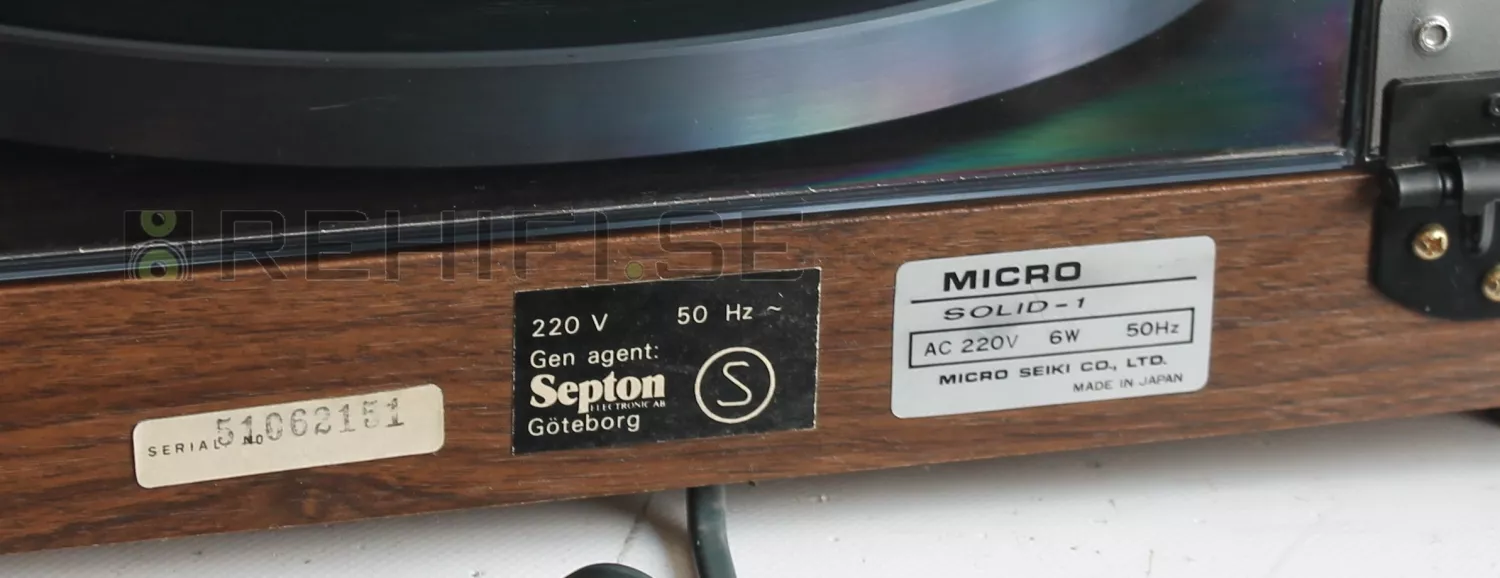 REHIFI.SE
220 V 50 Hz ~
Gen agent:
Septon
ELECTRONIC AB
Göteborg
S
MICRO
SOLID-1
AC 220V 6W 50Hz
MICRO SEIKI CO., LTD.
MADE IN JAPAN
SERIAL NO 51062151